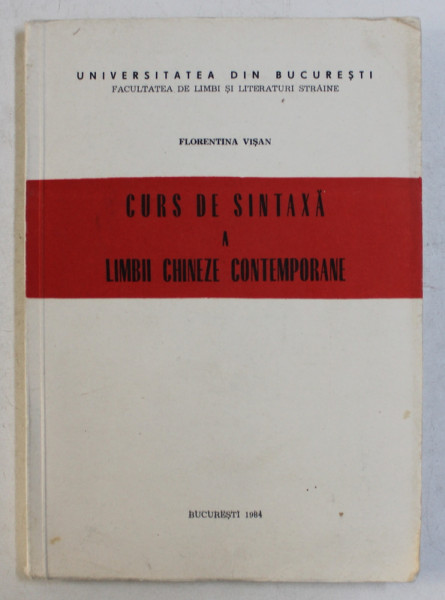 UNIVERSITATEA DIN BUCUREŞTI
FACULTATEA DE LIMBI ŞI LITERATURI STRĂINE
FLORENTINA VIŞAN
CURS DE SINTAXĂ
A
LIMBII CHINEZE CONTEMPORANE
BUCUREŞTI 1984